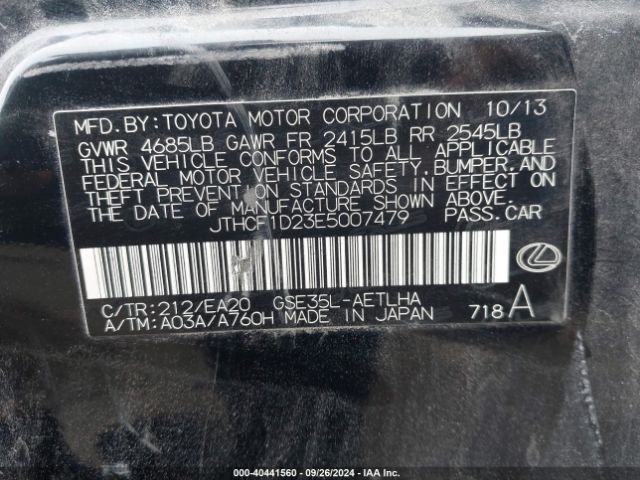 MFD.BY:TOYOTA MOTOR CORPORATION 10/13
GVWR 4685LB GAWR FR 2415LB RR 2545LB
THIS VEHICLE CONFORMS TO ALL APPLICABLE
FEDERAL MOTOR VEHICLE SAFETY,BUMPER,AND
THEFT PREVENTION STANDARDS IN EFFECT ON
THE DATE OF MANUFACTURE SHOWN ABOVE.
JTHCF1D23E5007479 PASS.CAR
C/TR:212/EA20 GSE35L-AETLHA
A/TM:A03A/A760H MADE IN JAPAN 718A
000-40441560 - 09/26/2024 - IAA Inc.